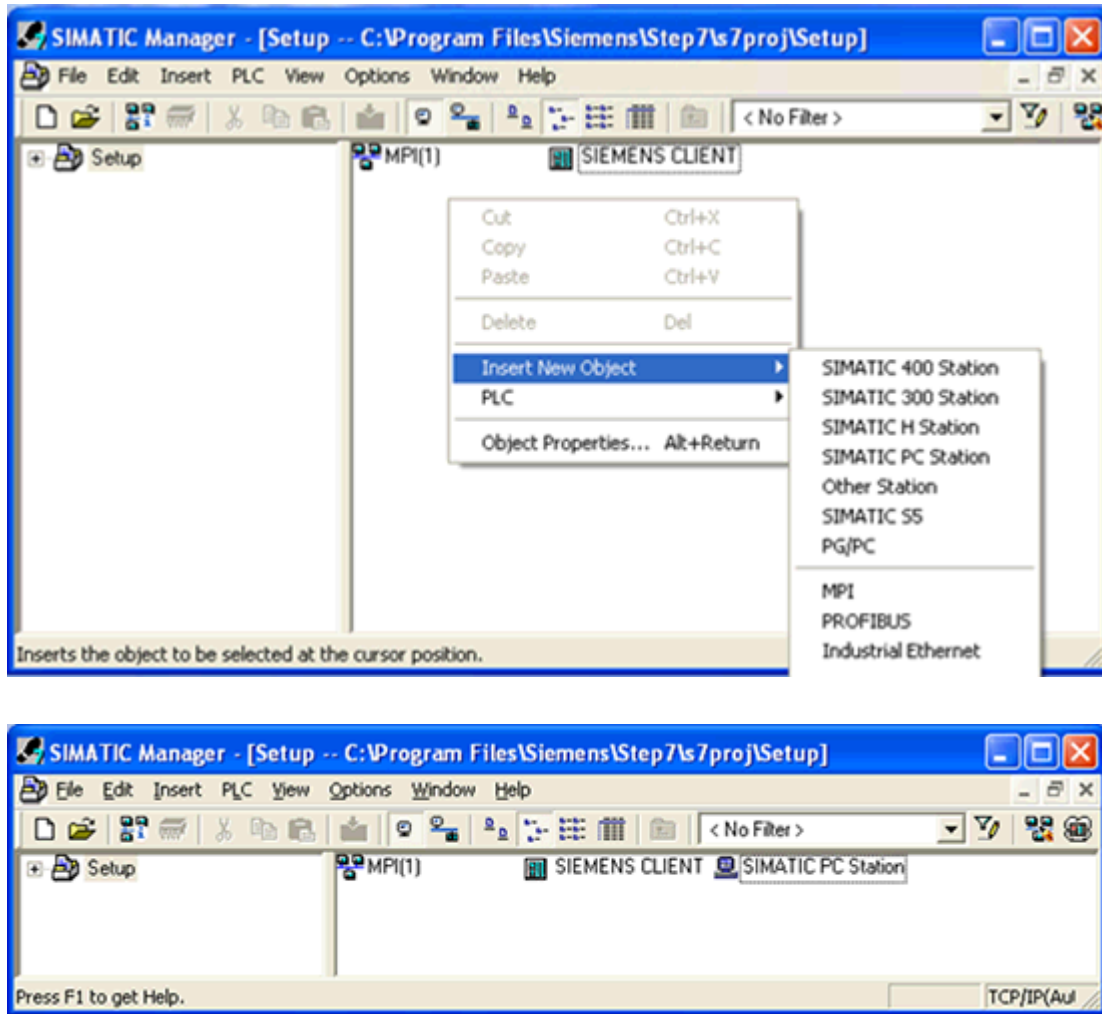 SIMATIC Manager - [Setup -- C:\Program Files\Siemens\Step7\s7proj\Setup]
File Edit Insert PLC View Options Window Help
< No Filter >
Setup
MPI(1)
SIEMENS CLIENT
Cut Ctrl+X
Copy Ctrl+C
Paste Ctrl+V
Delete Del
Insert New Object
PLC
Object Properties... Alt+Return
SIMATIC 400 Station
SIMATIC 300 Station
SIMATIC H Station
SIMATIC PC Station
Other Station
SIMATIC S5
PG/PC
MPI
PROFIBUS
Industrial Ethernet
Inserts the object to be selected at the cursor position.
SIMATIC Manager - [Setup -- C:\Program Files\Siemens\Step7\s7proj\Setup]
File Edit Insert PLC View Options Window Help
< No Filter >
Setup
MPI(1)
SIEMENS CLIENT
SIMATIC PC Station
Press F1 to get Help.
TCP/IP(Au